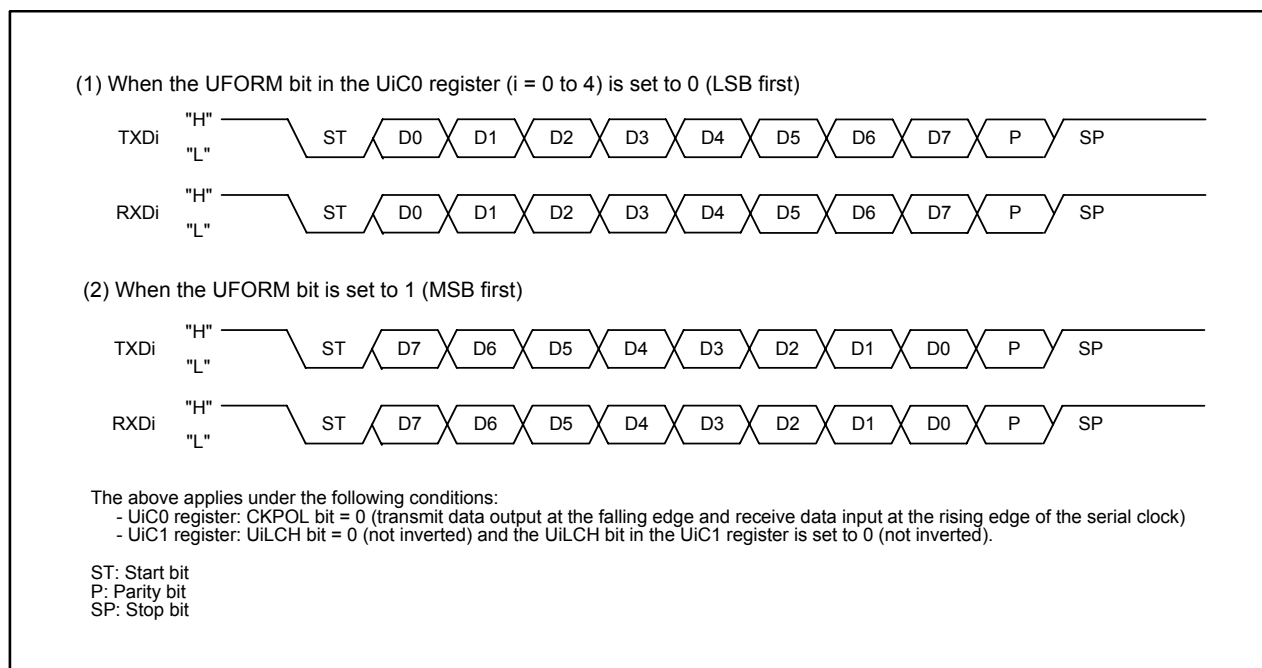 (1) When the UFORM bit in the UiC0 register (i = 0 to 4) is set to 0 (LSB first)
"H"
TXDi ST D0 D1 D2 D3 D4 D5 D6 D7 P SP
"L"
"H"
RXDi ST D0 D1 D2 D3 D4 D5 D6 D7 P SP
"L"
(2) When the UFORM bit is set to 1 (MSB first)
"H"
TXDi ST D7 D6 D5 D4 D3 D2 D1 D0 P SP
"L"
"H"
RXDi ST D7 D6 D5 D4 D3 D2 D1 D0 P SP
"L"
The above applies under the following conditions:
- UiC0 register: CKPOL bit = 0 (transmit data output at the falling edge and receive data input at the rising edge of the serial clock)
- UiC1 register: UiLCH bit = 0 (not inverted) and the UiLCH bit in the UiC1 register is set to 0 (not inverted).
ST: Start bit
P: Parity bit
SP: Stop bit